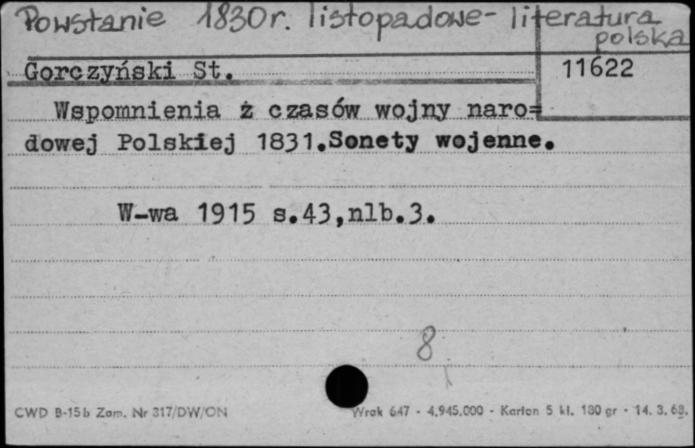 Powstanie 1830r. listopadowe- literatura
polska
Gorczyński St.
11622
Wspomnienia ż czasów wojny naro=
dowej Polskiej 1831.Sonety wojenne.
W-wa 1915 s.43,nlb.3.
8
CWD B-15b Zam. Nr 317/DW/ON
Wrak 647 - 4.945.000 - Karton 5 kl. 180 gr - 14. 3. 68.